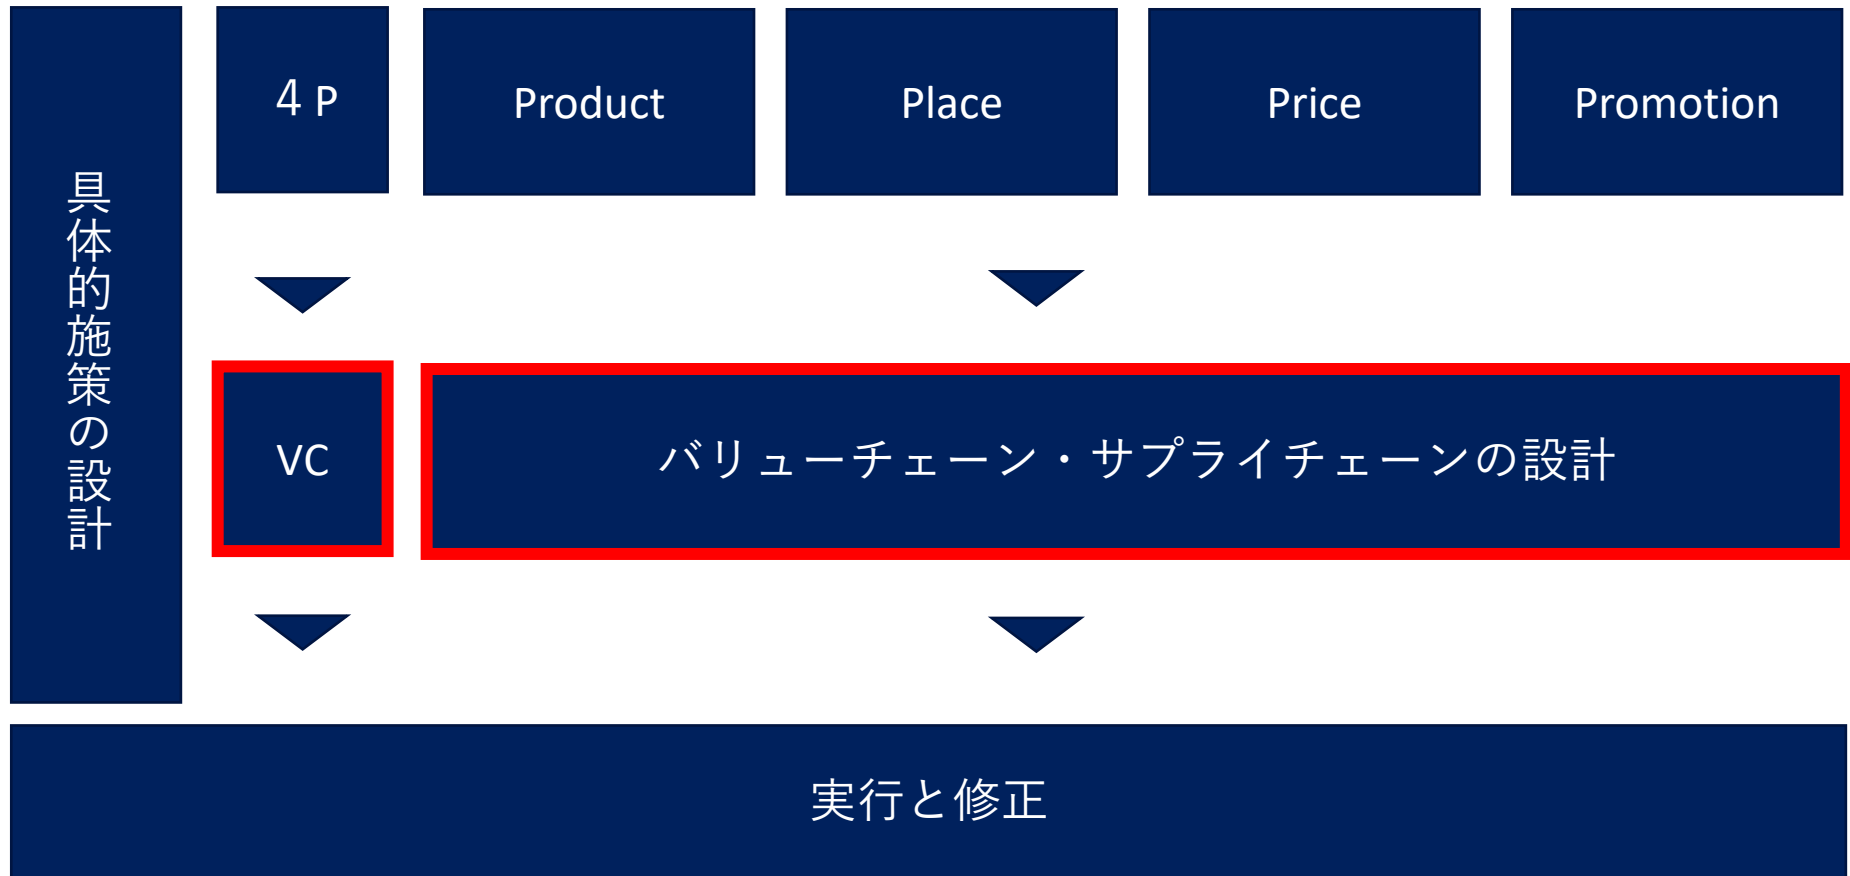 具体的施策の設計
4 P
Product
Place
Price
Promotion
VC
バリューチェーン・サプライチェーンの設計
実行と修正